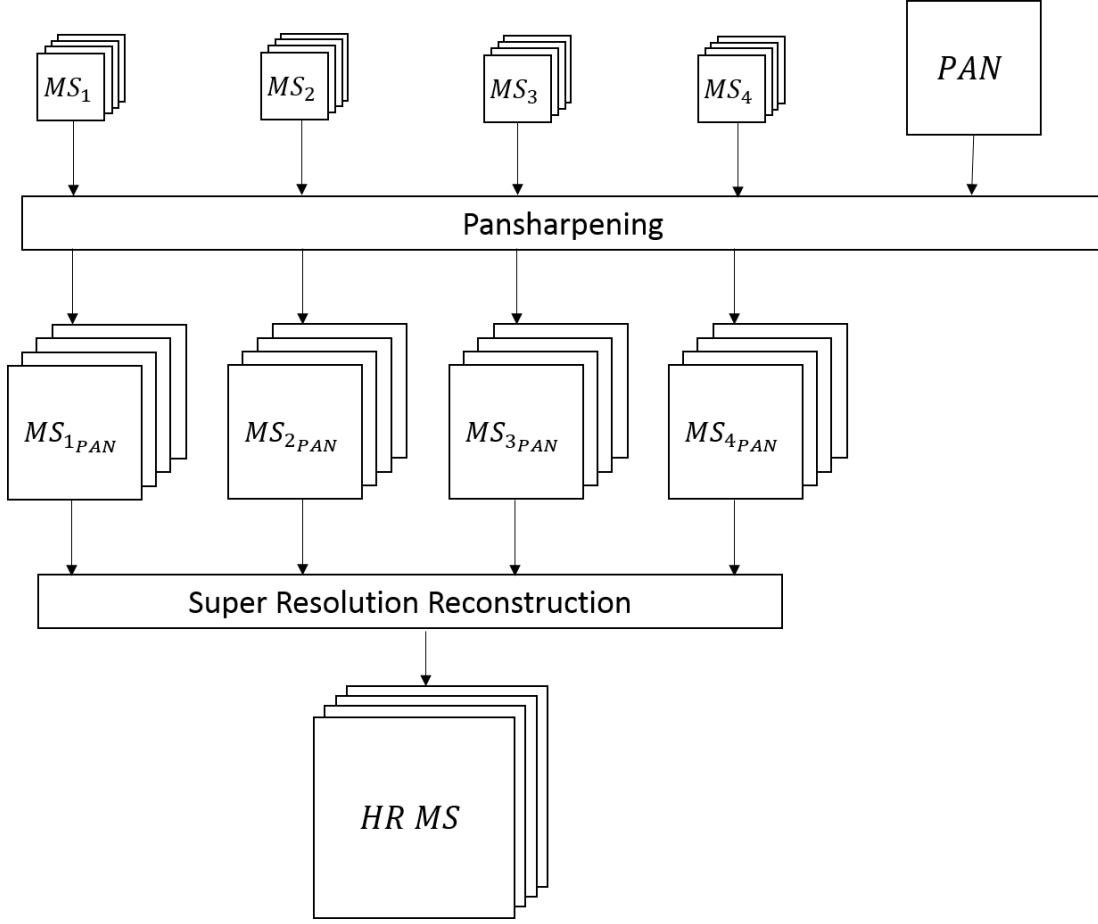 MS₁
MS₂
MS₃
MS₄
PAN
Pansharpening
MS₁PAN
MS₂PAN
MS₃PAN
MS₄PAN
Super Resolution Reconstruction
HR MS